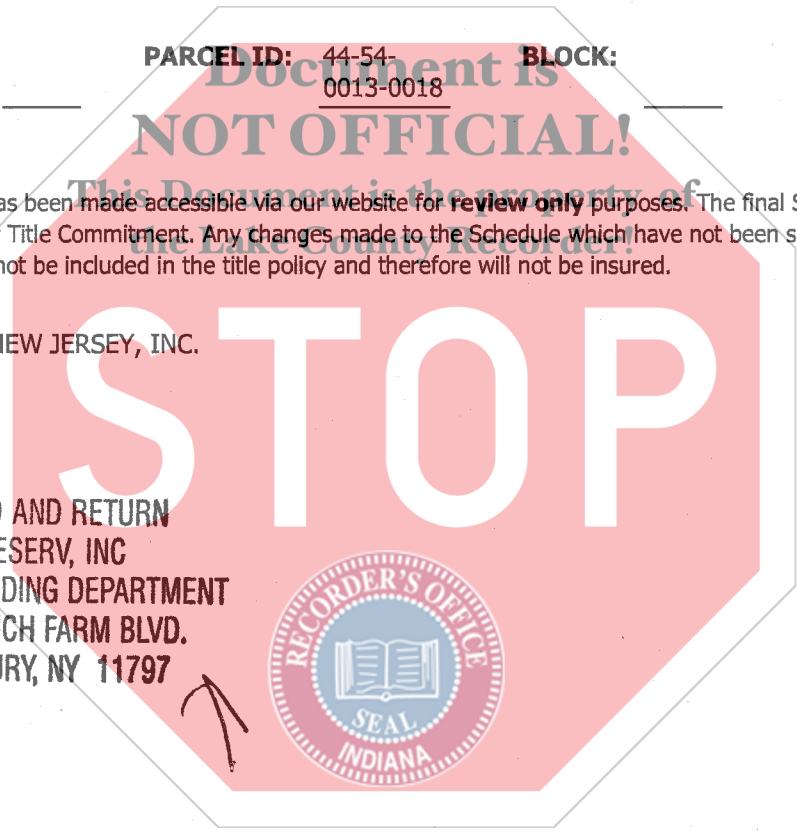 PARCEL ID: 44-54- BLOCK:
0013-0018
Document is
NOT OFFICIAL!
This Document is the property of
the Lake County Recorder!
as been made accessible via our website for review only purposes. The final S
Title Commitment. Any changes made to the Schedule which have not been s
not be included in the title policy and therefore will not be insured.
NEW JERSEY, INC.
STOP
AND RETURN
ESERV, INC
DING DEPARTMENT
CH FARM BLVD.
URY, NY 11797
RECORDER'S OFFICE
SEAL
INDIANA